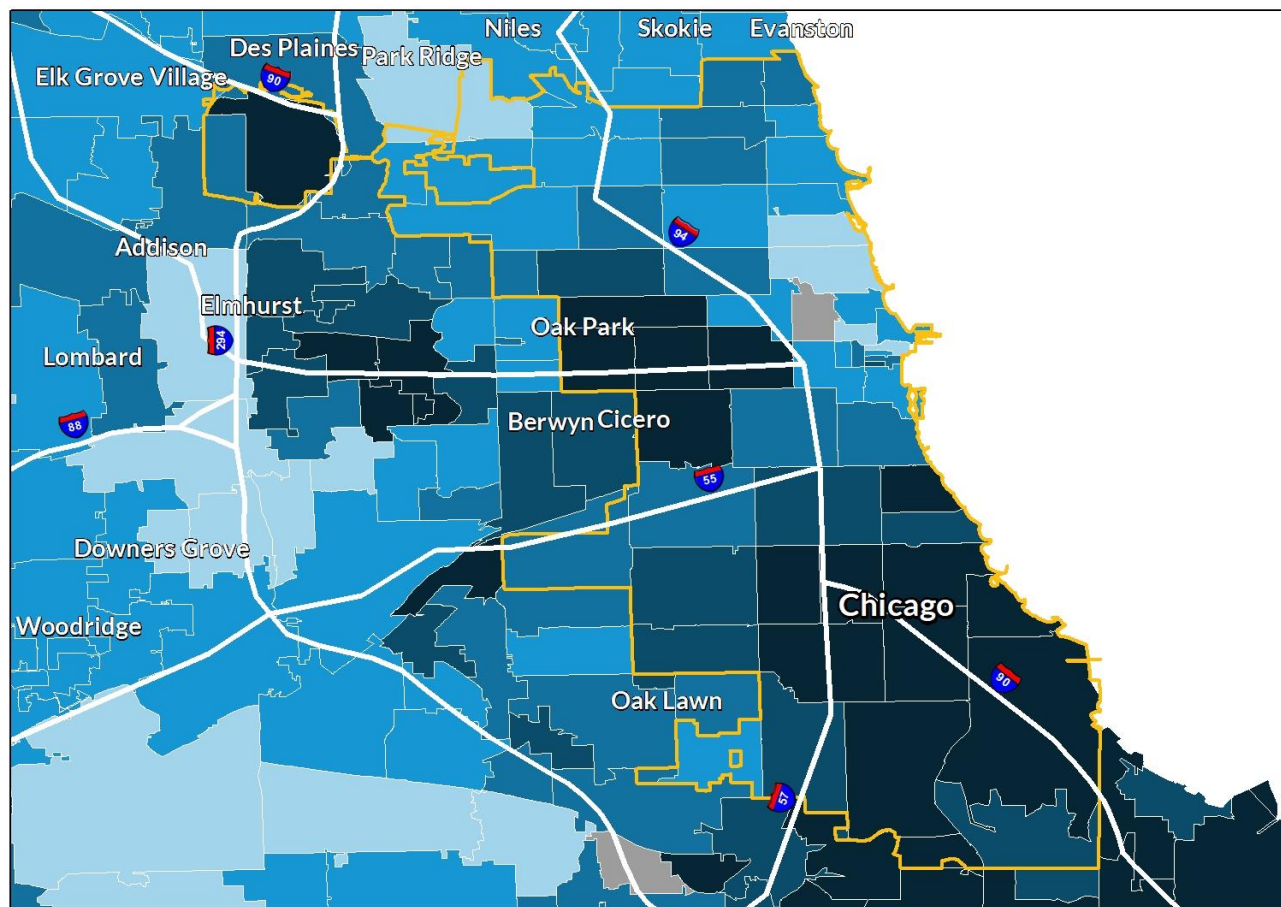 Niles
Skokie
Evanston
Des Plaines
Park Ridge
Elk Grove Village
90
94
Addison
Elmhurst
Oak Park
294
Lombard
88
Berwyn
Cicero
55
Downers Grove
Chicago
Woodridge
90
Oak Lawn
57